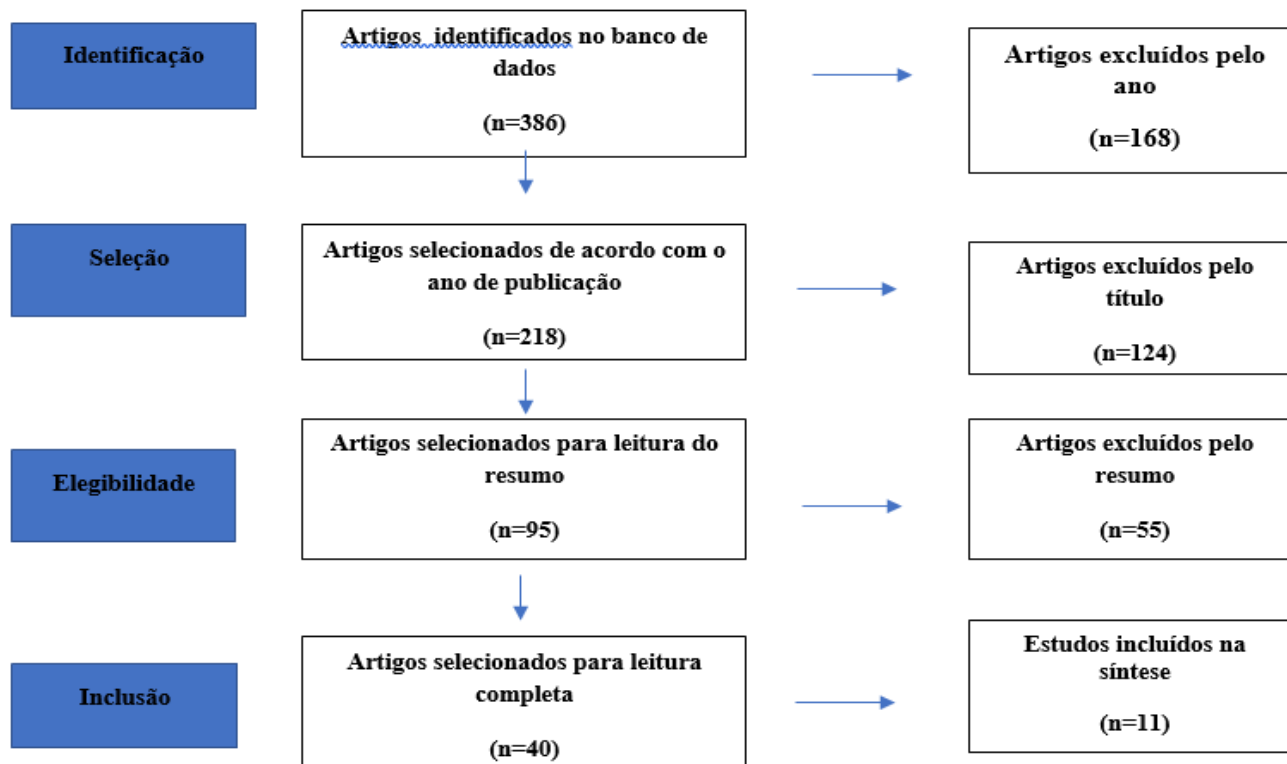 Identificação
Artigos identificados no banco de
dados
(n=386)
Artigos excluídos pelo
ano
(n=168)
Seleção
Artigos selecionados de acordo com o
ano de publicação
(n=218)
Artigos excluídos pelo
título
(n=124)
Elegibilidade
Artigos selecionados para leitura do
resumo
(n=95)
Artigos excluídos pelo
resumo
(n=55)
Inclusão
Artigos selecionados para leitura
completa
(n=40)
Estudos incluídos na
síntese
(n=11)